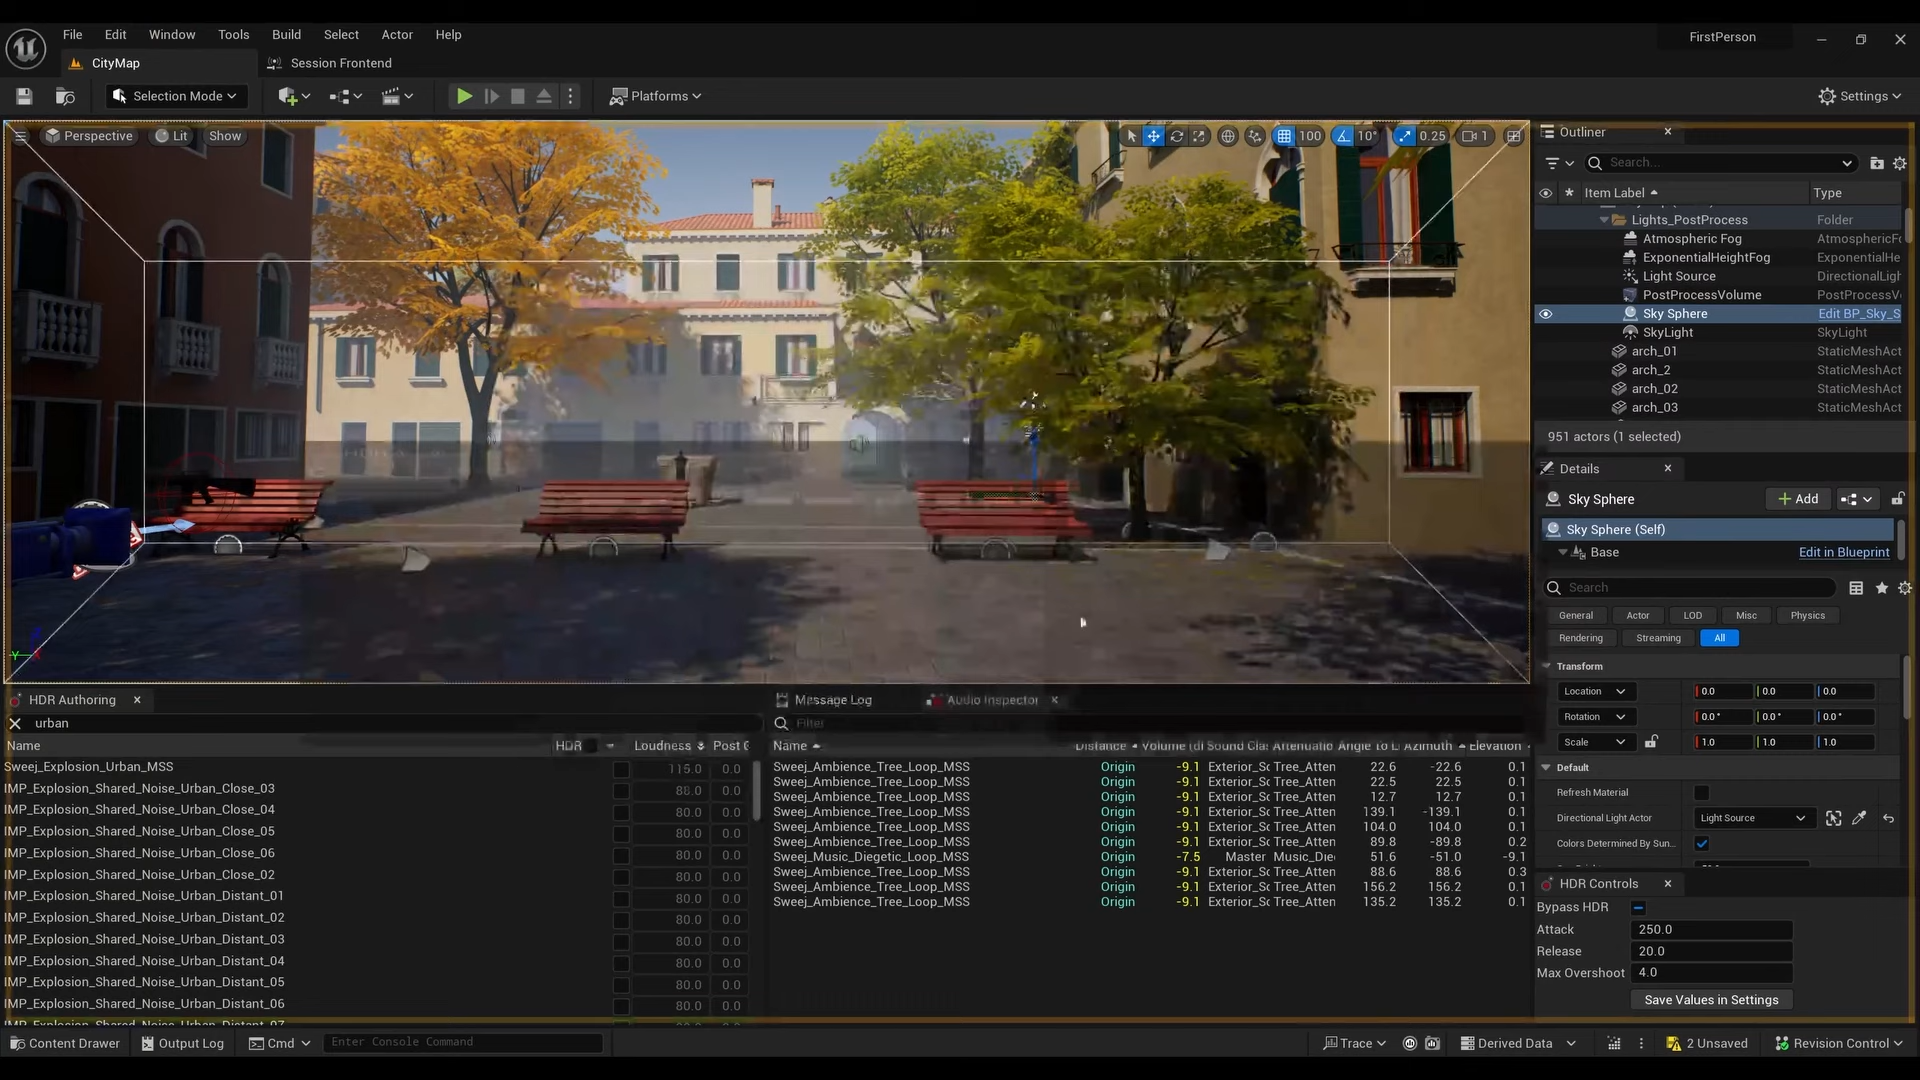 File Edit Window Tools Build Select Actor Help
FirstPerson
CityMap
Session Frontend
Selection Mode
Platforms
Settings
Perspective
Lit
Show
100
10°
0.25
1
Outliner
Search...
Item Label
Type
Lights_PostProcess Folder
Atmospheric Fog AtmosphericFc
ExponentialHeightFog ExponentialHe
Light Source DirectionalLigh
PostProcessVolume PostProcessV
Sky Sphere Edit BP_Sky_S
SkyLight SkyLight
arch_01 StaticMeshAct
arch_2 StaticMeshAct
arch_02 StaticMeshAct
arch_03 StaticMeshAct
951 actors (1 selected)
Details
Sky Sphere
Add
Sky Sphere (Self)
Base
Edit in Blueprint
Search
General Actor LOD Misc Physics
Rendering Streaming All
Transform
Location 0.0 0.0 0.0
Rotation 0.0° 0.0° 0.0°
Scale 1.0 1.0 1.0
Default
Refresh Material
Directional Light Actor Light Source
Colors Determined By Sun...
HDR Controls
Bypass HDR
Attack 250.0
Release 20.0
Max Overshoot 4.0
Save Values in Settings
HDR Authoring
urban
Name HDR Loudness Post G
Sweej_Explosion_Urban_MSS 115.0 0.0
IMP_Explosion_Shared_Noise_Urban_Close_03 80.0 0.0
IMP_Explosion_Shared_Noise_Urban_Close_04 80.0 0.0
IMP_Explosion_Shared_Noise_Urban_Close_05 80.0 0.0
IMP_Explosion_Shared_Noise_Urban_Close_06 80.0 0.0
IMP_Explosion_Shared_Noise_Urban_Close_02 80.0 0.0
IMP_Explosion_Shared_Noise_Urban_Distant_01 80.0 0.0
IMP_Explosion_Shared_Noise_Urban_Distant_02 80.0 0.0
IMP_Explosion_Shared_Noise_Urban_Distant_03 80.0 0.0
IMP_Explosion_Shared_Noise_Urban_Distant_04 80.0 0.0
IMP_Explosion_Shared_Noise_Urban_Distant_05 80.0 0.0
IMP_Explosion_Shared_Noise_Urban_Distant_06 80.0 0.0
Message Log
Audio Inspector
Filter
Name Distance Volume (dl Sound Cla Attenuatio Angle to L Azimuth Elevation
Sweej_Ambience_Tree_Loop_MSS Origin -9.1 Exterior_Sc Tree_Atten 22.6 -22.6 0.1
Sweej_Ambience_Tree_Loop_MSS Origin -9.1 Exterior_Sc Tree_Atten 22.5 22.5 0.1
Sweej_Ambience_Tree_Loop_MSS Origin -9.1 Exterior_Sc Tree_Atten 12.7 12.7 0.1
Sweej_Ambience_Tree_Loop_MSS Origin -9.1 Exterior_Sc Tree_Atten 139.1 -139.1 0.1
Sweej_Ambience_Tree_Loop_MSS Origin -9.1 Exterior_Sc Tree_Atten 104.0 104.0 0.1
Sweej_Ambience_Tree_Loop_MSS Origin -9.1 Exterior_Sc Tree_Atten 89.8 -89.8 0.2
Sweej_Music_Diegetic_Loop_MSS Origin -7.5 Master Music_Die 51.6 -51.0 -9.1
Sweej_Ambience_Tree_Loop_MSS Origin -9.1 Exterior_Sc Tree_Atten 88.6 88.6 0.3
Sweej_Ambience_Tree_Loop_MSS Origin -9.1 Exterior_Sc Tree_Atten 156.2 156.2 0.1
Sweej_Ambience_Tree_Loop_MSS Origin -9.1 Exterior_Sc Tree_Atten 135.2 135.2 0.1
Content Drawer
Output Log
Cmd
Enter Console Command
Trace
Derived Data
2 Unsaved
Revision Control